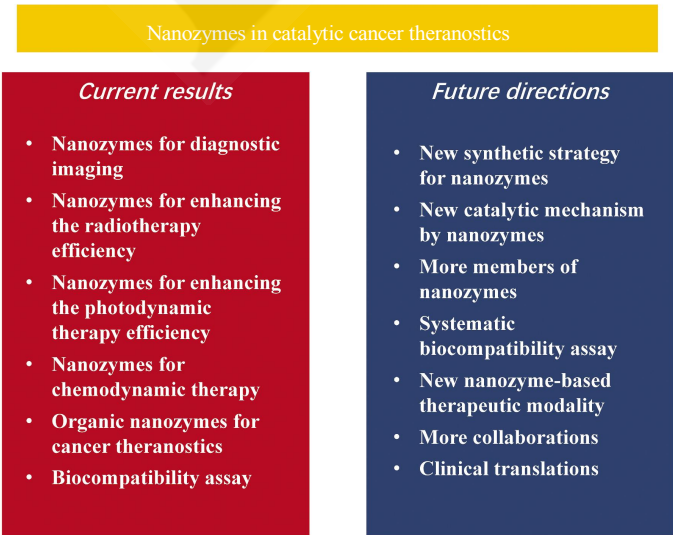 Nanozymes in catalytic cancer theranostics
Current results
• Nanozymes for diagnostic
imaging
• Nanozymes for enhancing
the radiotherapy
efficiency
• Nanozymes for enhancing
the photodynamic
therapy efficiency
• Nanozymes for
chemodynamic therapy
• Organic nanozymes for
cancer theranostics
• Biocompatibility assay
Future directions
• New synthetic strategy
for nanozymes
• New catalytic mechanism
by nanozymes
• More members of
nanozymes
• Systematic
biocompatibility assay
• New nanozyme-based
therapeutic modality
• More collaborations
• Clinical translations